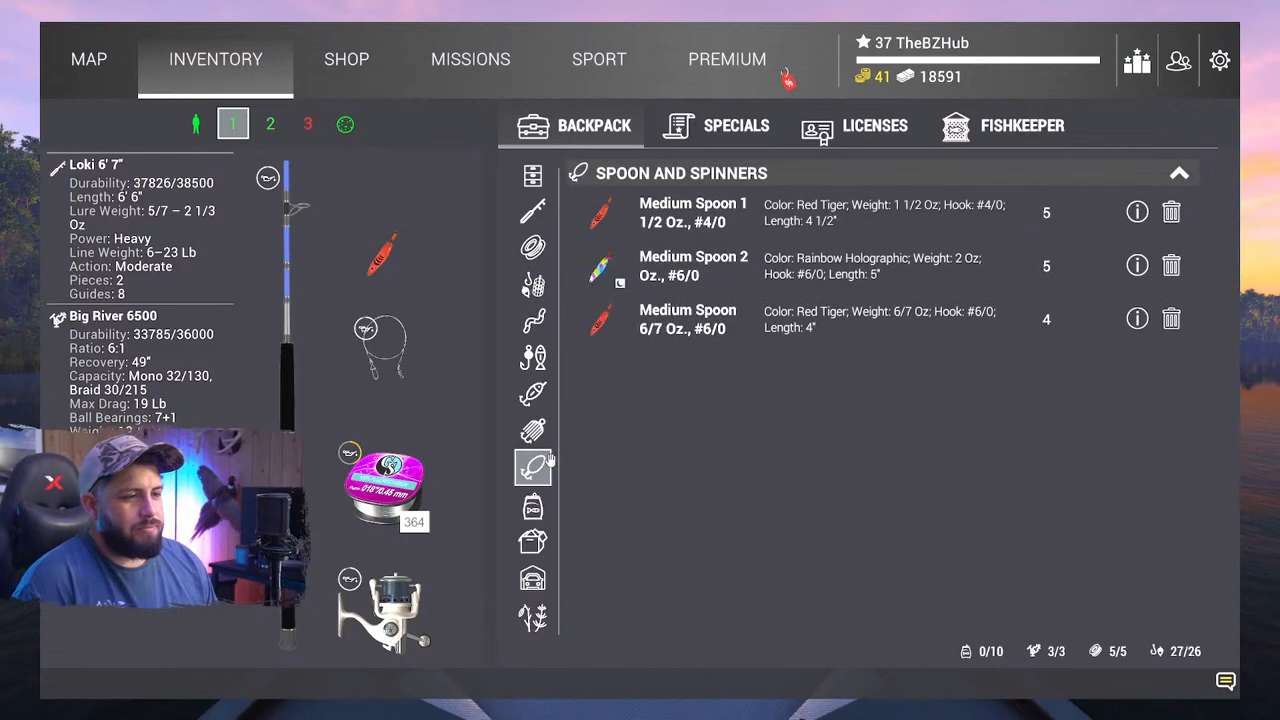 MAP
INVENTORY
SHOP
MISSIONS
SPORT
PREMIUM
37 TheBZHub
41 18591
1 2 3
BACKPACK
SPECIALS
LICENSES
FISHKEEPER
Loki 6' 7"
Durability: 37826/38500
Length: 6' 6"
Lure Weight: 5/7 – 2 1/3
Oz
Power: Heavy
Line Weight: 6–23 Lb
Action: Moderate
Pieces: 2
Guides: 8
Big River 6500
Durability: 33785/36000
Ratio: 6:1
Recovery: 49"
Capacity: Mono 32/130,
Braid 30/215
Max Drag: 19 Lb
Ball Bearings: 7+1
364
SPOON AND SPINNERS
Medium Spoon 1
1/2 Oz., #4/0
Color: Red Tiger; Weight: 1 1/2 Oz; Hook: #4/0;
Length: 4 1/2"
5
Medium Spoon 2
Oz., #6/0
Color: Rainbow Holographic; Weight: 2 Oz;
Hook: #6/0; Length: 5"
5
L
Medium Spoon
6/7 Oz., #6/0
Color: Red Tiger; Weight: 6/7 Oz; Hook: #6/0;
Length: 4"
4
0/10
3/3
5/5
27/26